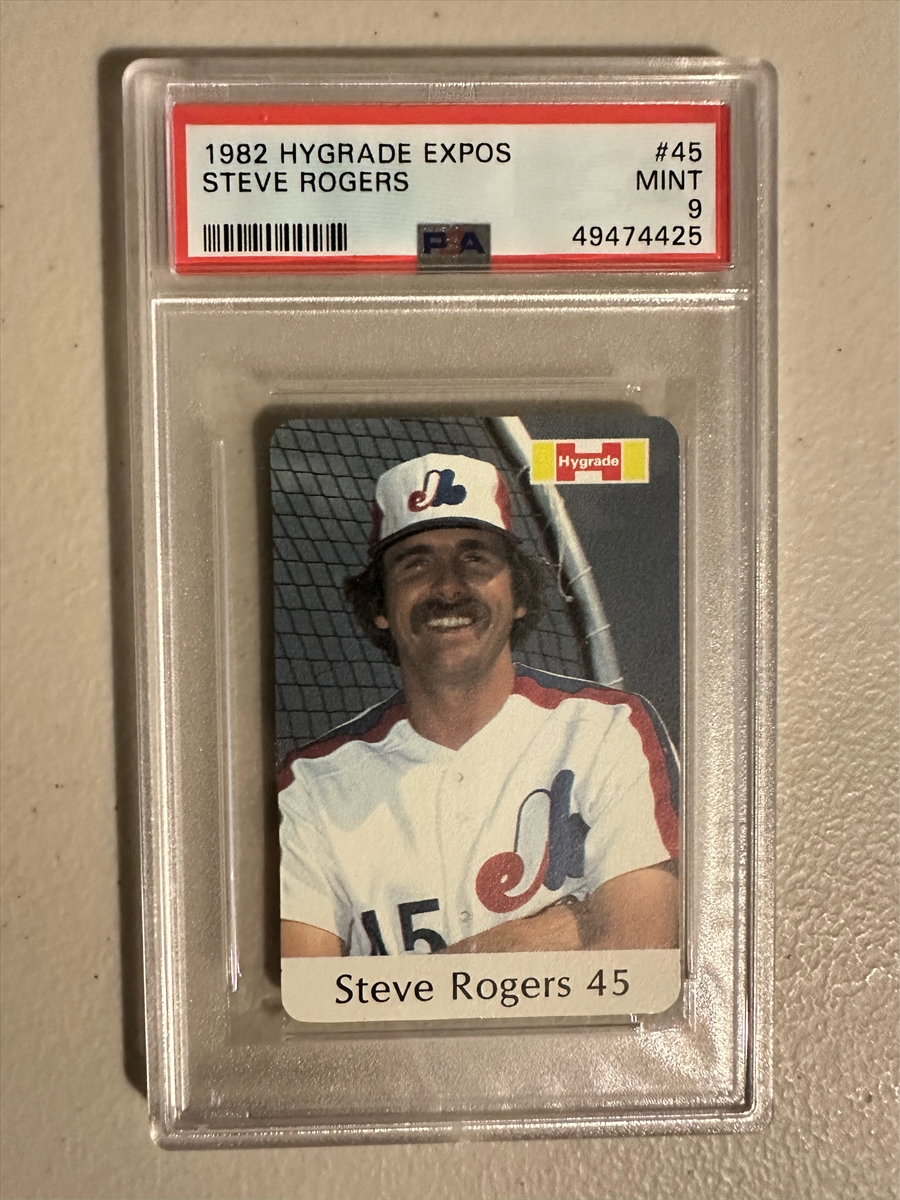 1982 HYGRADE EXPOS #45
STEVE ROGERS MINT
9
PSA 49474425
Hygrade
45
Steve Rogers 45